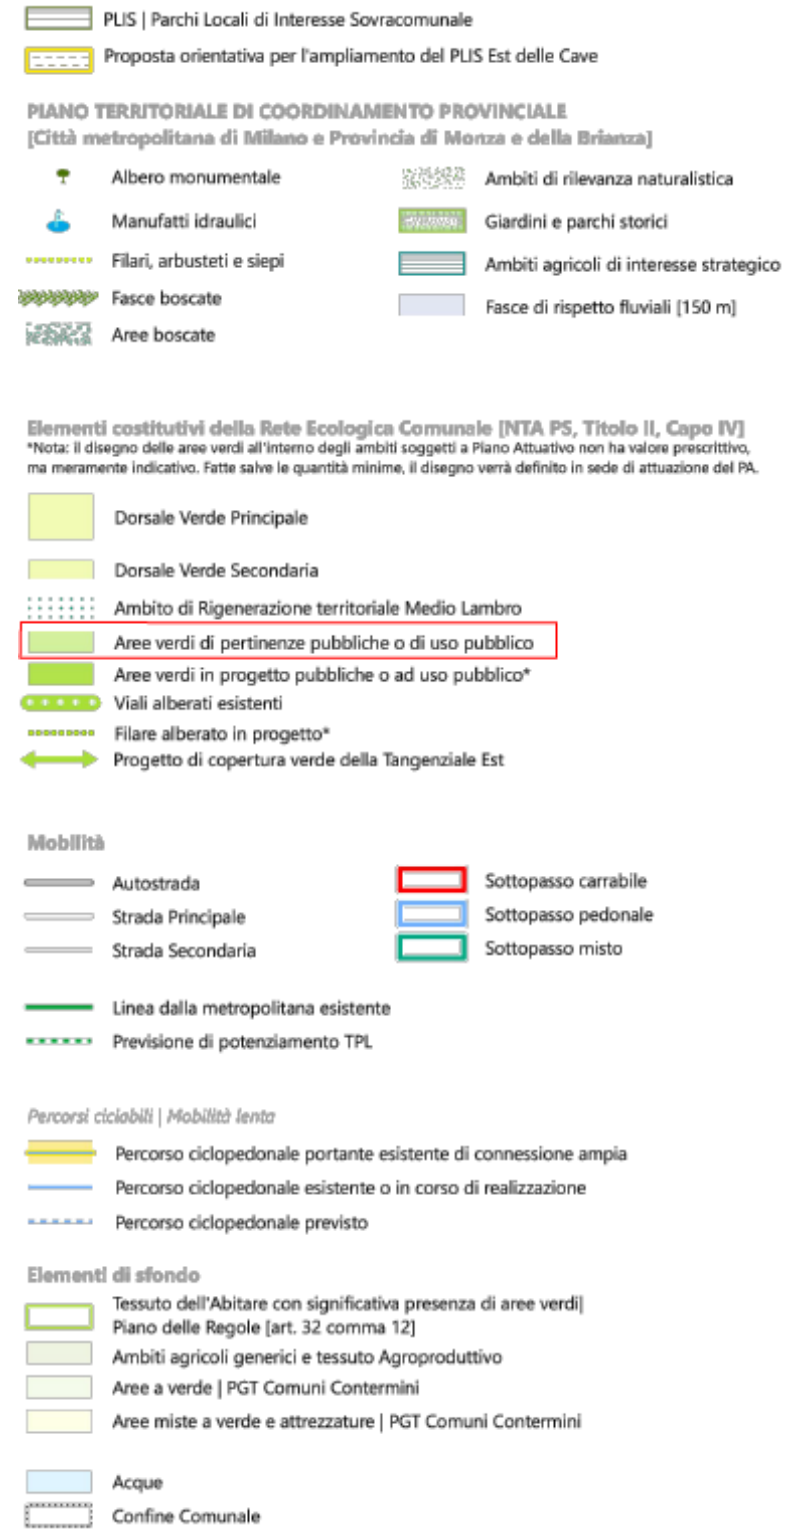 PLIS | Parchi Locali di Interesse Sovracomunale
Proposta orientativa per l'ampliamento del PLIS Est delle Cave
PIANO TERRITORIALE DI COORDINAMENTO PROVINCIALE
[Città metropolitana di Milano e Provincia di Monza e della Brianza]
Albero monumentale
Manufatti idraulici
Filari, arbusteti e siepi
Fasce boscate
Aree boscate
Ambiti di rilevanza naturalistica
Giardini e parchi storici
Ambiti agricoli di interesse strategico
Fasce di rispetto fluviali [150 m]
Elementi costitutivi della Rete Ecologica Comunale [NTA PS, Titolo II, Capo IV]
*Nota: il disegno delle aree verdi all'interno degli ambiti soggetti a Piano Attuativo non ha valore prescrittivo,
ma meramente indicativo. Fatte salve le quantità minime, il disegno verrà definito in sede di attuazione del PA.
Dorsale Verde Principale
Dorsale Verde Secondaria
Ambito di Rigenerazione territoriale Medio Lambro
Aree verdi di pertinenze pubbliche o di uso pubblico
Aree verdi in progetto pubbliche o ad uso pubblico*
Viali alberati esistenti
Filare alberato in progetto*
Progetto di copertura verde della Tangenziale Est
Mobilità
Autostrada
Strada Principale
Strada Secondaria
Sottopasso carrabile
Sottopasso pedonale
Sottopasso misto
Linea dalla metropolitana esistente
Previsione di potenziamento TPL
Percorsi ciclabili | Mobilità lenta
Percorso ciclopedonale portante esistente di connessione ampia
Percorso ciclopedonale esistente o in corso di realizzazione
Percorso ciclopedonale previsto
Elementi di sfondo
Tessuto dell'Abitare con significativa presenza di aree verdi|
Piano delle Regole [art. 32 comma 12]
Ambiti agricoli generici e tessuto Agroproduttivo
Aree a verde | PGT Comuni Contermini
Aree miste a verde e attrezzature | PGT Comuni Contermini
Acque
Confine Comunale